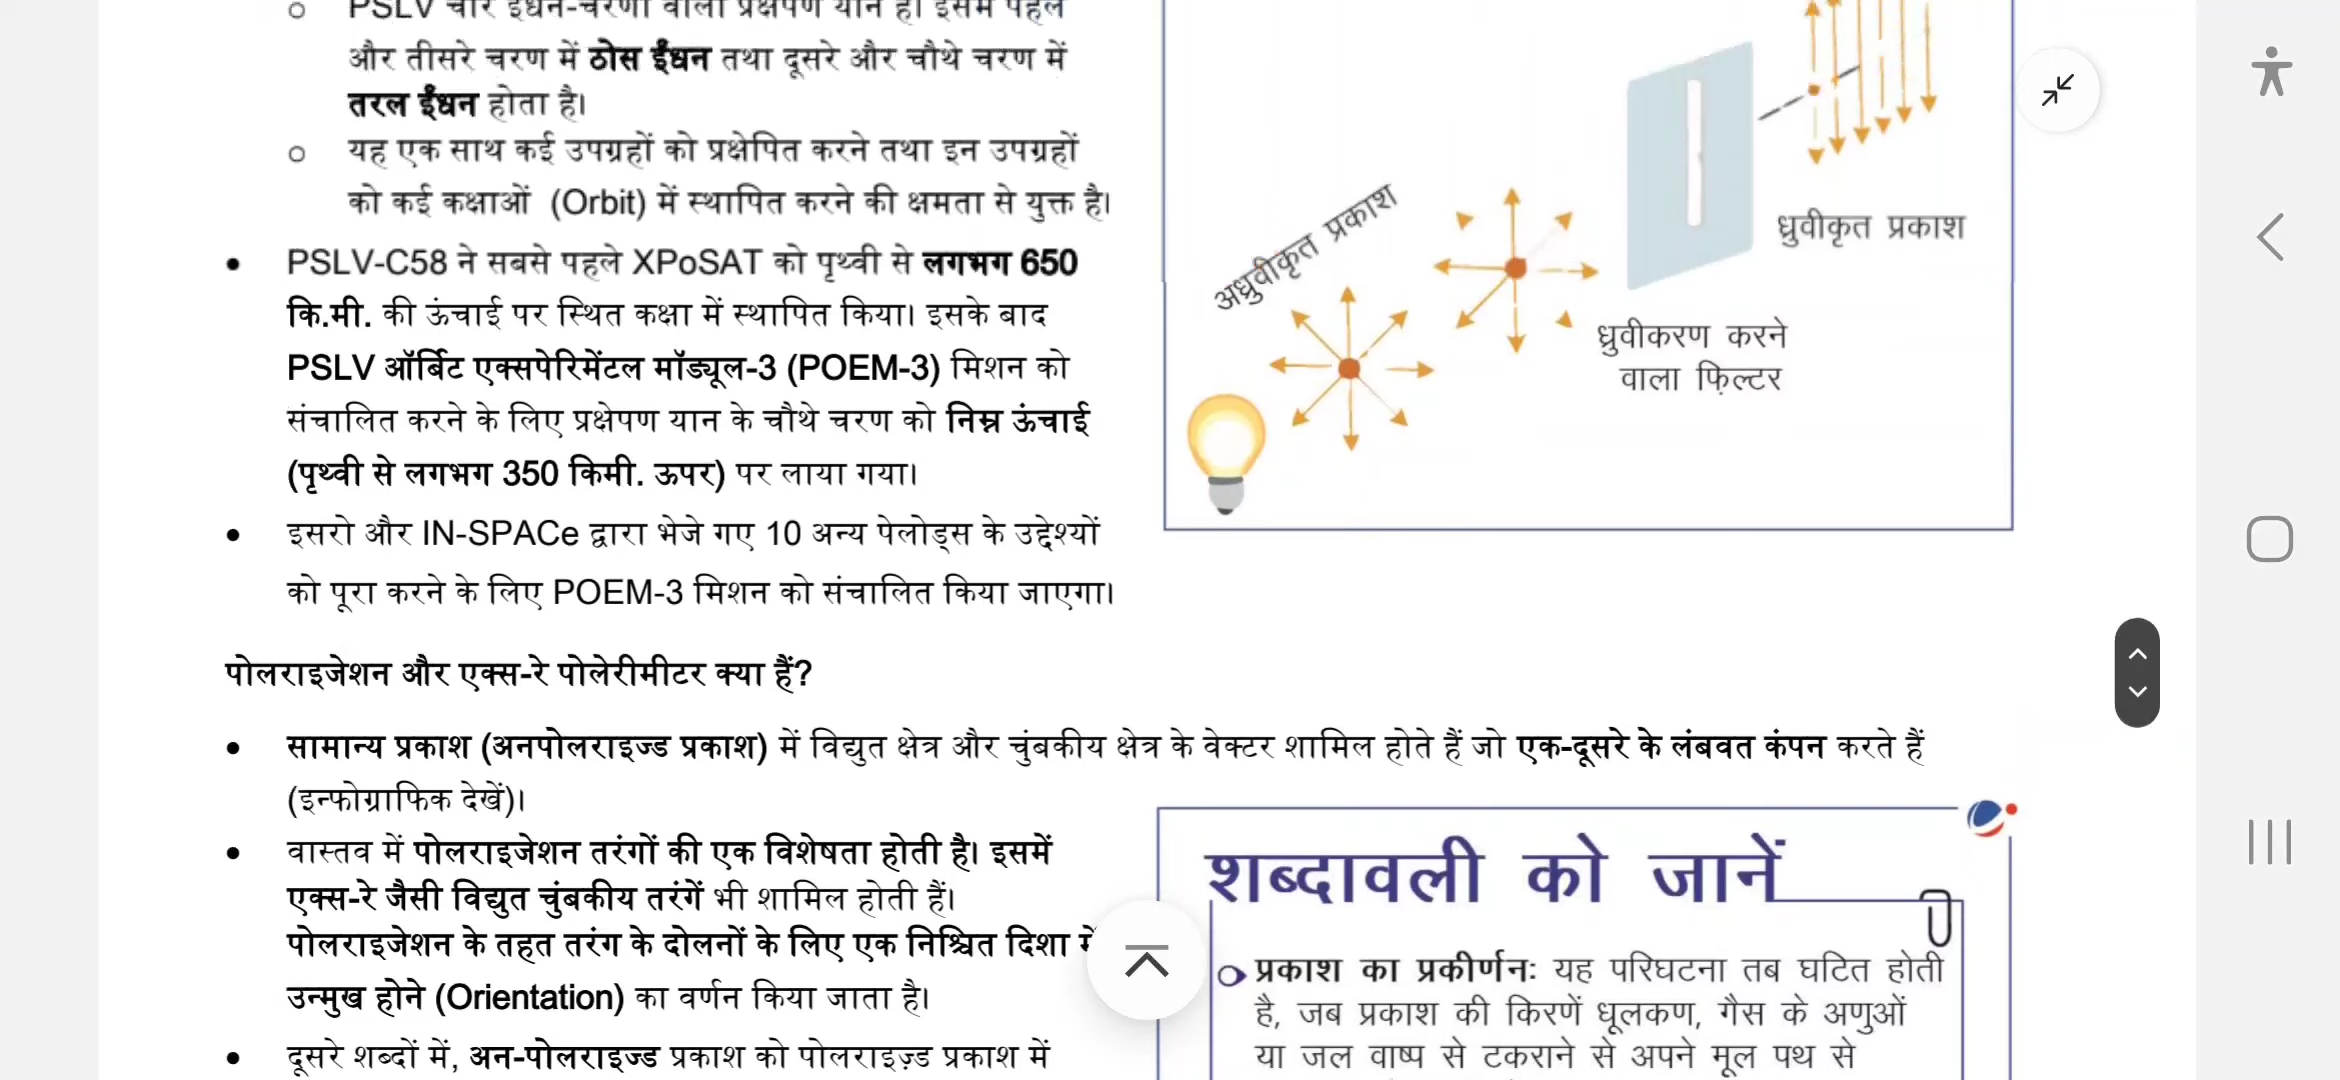 PSLV चार ईंधन-चरणों वाला प्रक्षेपण यान है। इसमें पहले
और तीसरे चरण में ठोस ईंधन तथा दूसरे और चौथे चरण में
तरल ईंधन होता है।
यह एक साथ कई उपग्रहों को प्रक्षेपित करने तथा इन उपग्रहों
को कई कक्षाओं (Orbit) में स्थापित करने की क्षमता से युक्त है।
PSLV-C58 ने सबसे पहले XPoSAT को पृथ्वी से लगभग 650
कि.मी. की ऊंचाई पर स्थित कक्षा में स्थापित किया। इसके बाद
PSLV ऑर्बिट एक्सपेरिमेंटल मॉड्यूल-3 (POEM-3) मिशन को
संचालित करने के लिए प्रक्षेपण यान के चौथे चरण को निम्न ऊंचाई
(पृथ्वी से लगभग 350 किमी. ऊपर) पर लाया गया।
इसरो और IN-SPACe द्वारा भेजे गए 10 अन्य पेलोड्स के उद्देश्यों
को पूरा करने के लिए POEM-3 मिशन को संचालित किया जाएगा।
अध्रुवीकृत प्रकाश
ध्रुवीकृत प्रकाश
ध्रुवीकरण करने
वाला फ़िल्टर
पोलराइजेशन और एक्स-रे पोलेरीमीटर क्या हैं?
सामान्य प्रकाश (अनपोलराइज्ड प्रकाश) में विद्युत क्षेत्र और चुंबकीय क्षेत्र के वेक्टर शामिल होते हैं जो एक-दूसरे के लंबवत कंपन करते हैं
(इन्फोग्राफिक देखें)।
वास्तव में पोलराइजेशन तरंगों की एक विशेषता होती है। इसमें
एक्स-रे जैसी विद्युत चुंबकीय तरंगें भी शामिल होती हैं।
पोलराइजेशन के तहत तरंग के दोलनों के लिए एक निश्चित दिशा में
उन्मुख होने (Orientation) का वर्णन किया जाता है।
दूसरे शब्दों में, अन-पोलराइज्ड प्रकाश को पोलराइज़्ड प्रकाश में
शब्दावली को जानें
प्रकाश का प्रकीर्णन: यह परिघटना तब घटित होती
है, जब प्रकाश की किरणें धूलकण, गैस के अणुओं
या जल वाष्प से टकराने से अपने मूल पथ से